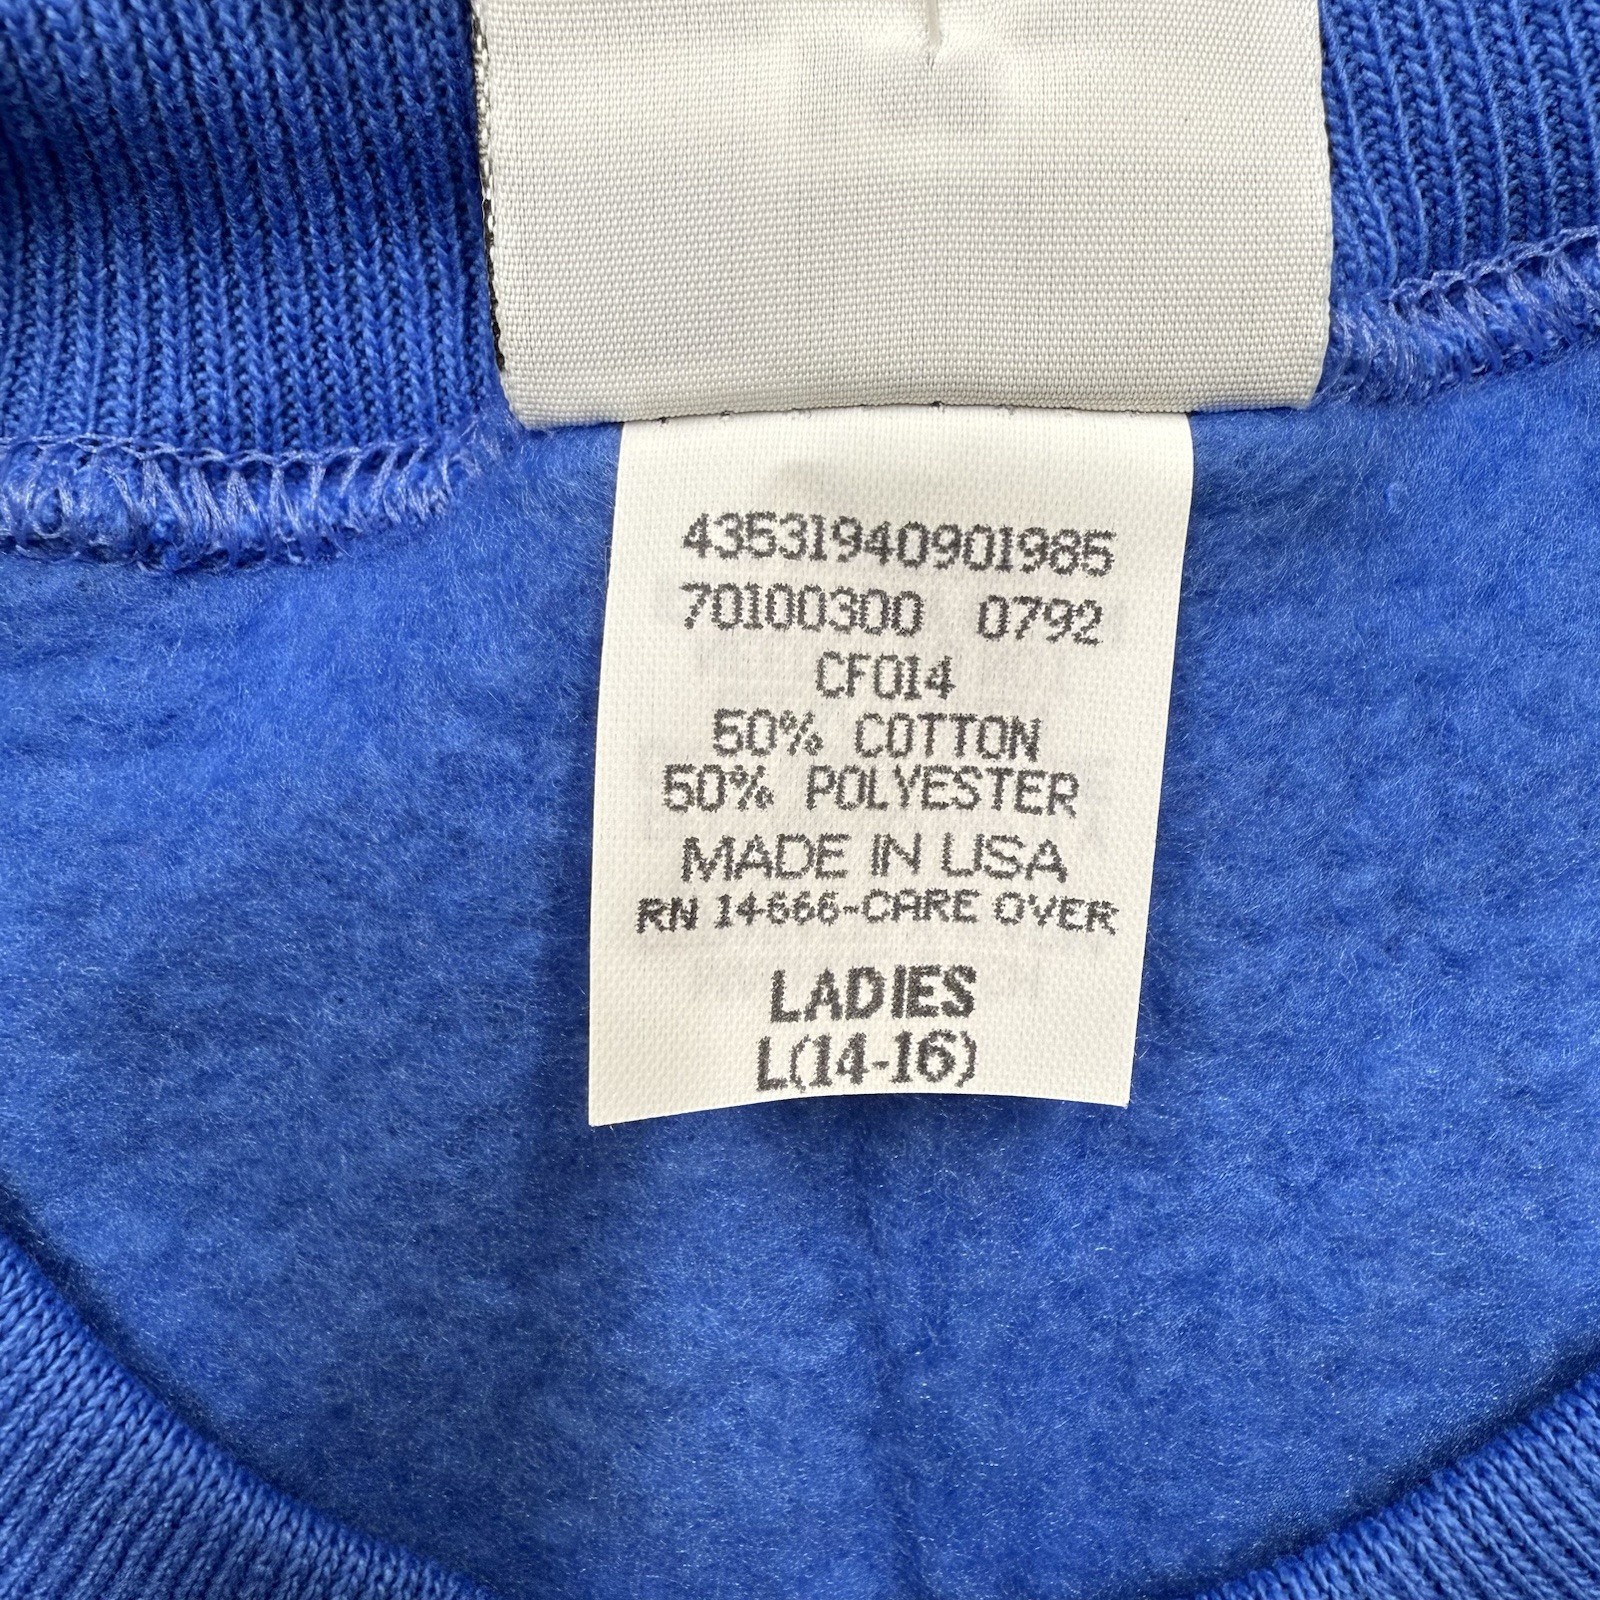 43531940901985
70100300 0792
CF014
50% COTTON
50% POLYESTER
MADE IN USA
RN 14666-CARE OVER
LADIES
L(14-16)